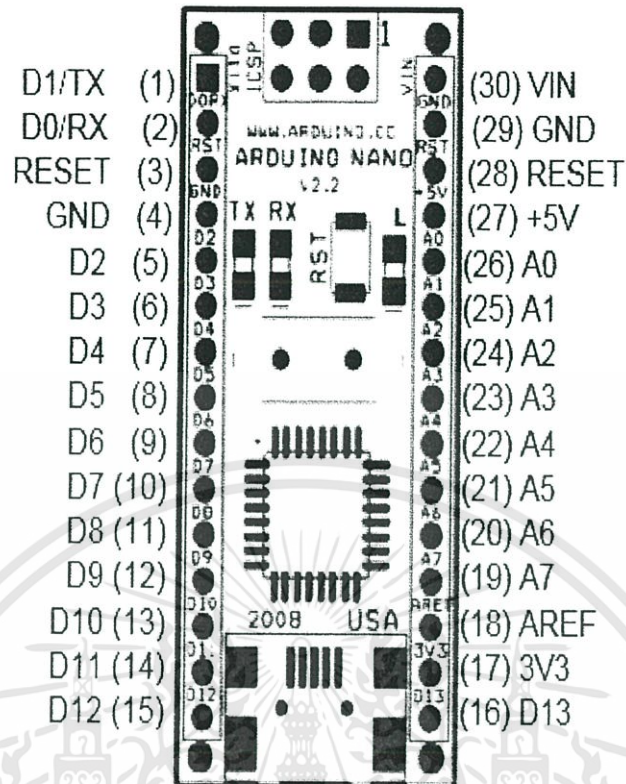 D1/TX (1)
D0/RX (2)
RESET (3)
GND (4)
D2 (5)
D3 (6)
D4 (7)
D5 (8)
D6 (9)
D7 (10)
D8 (11)
D9 (12)
D10 (13)
D11 (14)
D12 (15)
ICSP
1
WWW.ARDUINO.CC
ARDUINO NANO
V2.2
TX RX
RST
L
2008 USA
RST
GND
D2
D3
D4
D5
D6
D7
D8
D9
D10
D12
VIN
GND
RST
+5V
A0
A1
A2
A3
A4
A5
A6
A7
AREF
3V3
D13
(30) VIN
(29) GND
(28) RESET
(27) +5V
(26) A0
(25) A1
(24) A2
(23) A3
(22) A4
(21) A5
(20) A6
(19) A7
(18) AREF
(17) 3V3
(16) D13